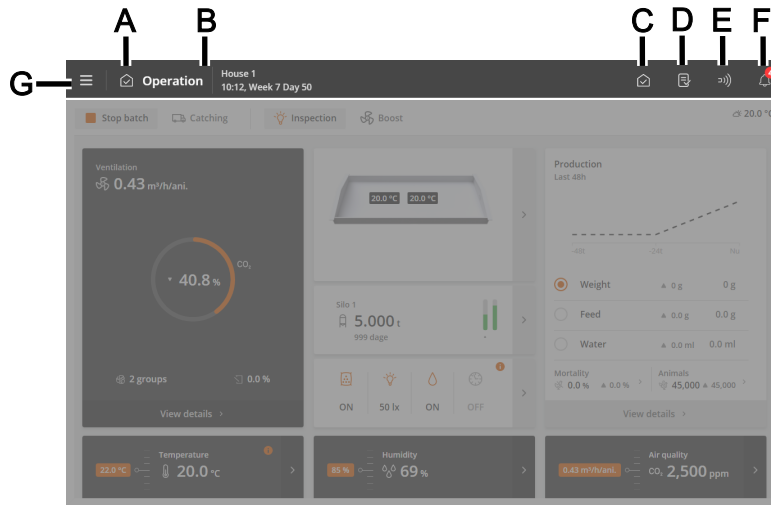 A B C D E F
G
Operation
House 1
10:12, Week 7 Day 50
Stop batch Catching Inspection Boost 20.0 °C
Ventilation
0.43 m³/h/ani.
CO₂
40.8 %
2 groups 0.0 %
View details
20.0 °C 20.0 °C
Silo 1
5.000 t
999 dage
ON 50 lx ON OFF
Production
Last 48h
-48t -24t Nu
Weight 0 g 0 g
Feed 0.0 g 0.0 g
Water 0.0 ml 0.0 ml
Mortality Animals
0.0 % 0.0 % 45,000 45,000
View details
Temperature
22.0 °C 20.0 °C
Humidity
85 % 69 %
Air quality
0.43 m³/h/ani. CO₂ 2,500 ppm